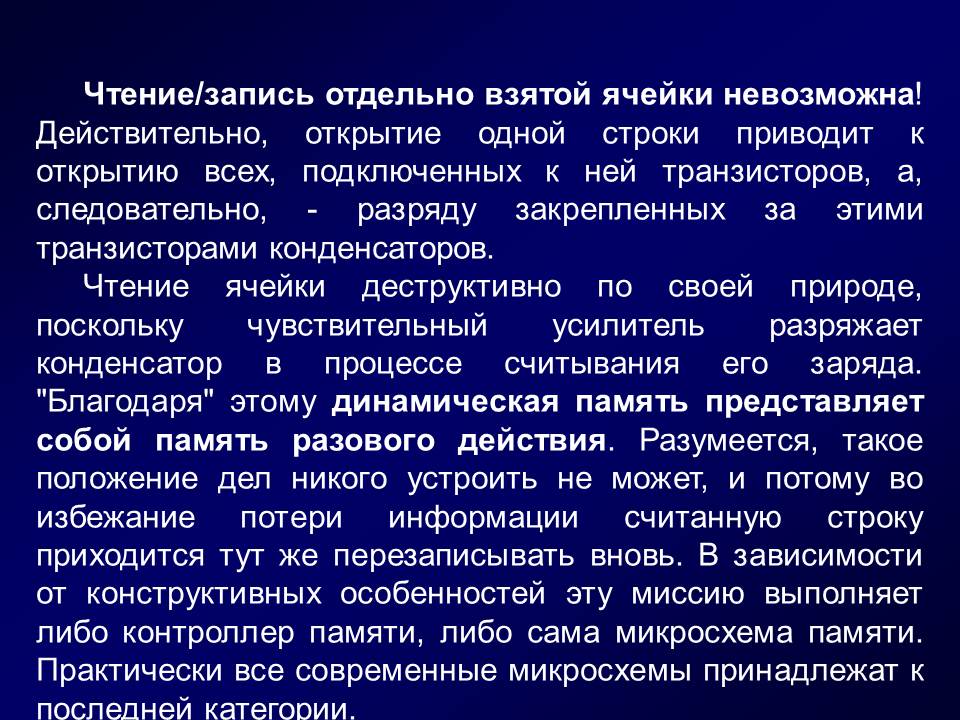 Чтение/запись отдельно взятой ячейки невозможна!
Действительно, открытие одной строки приводит к
открытию всех, подключенных к ней транзисторов, а,
следовательно, - разряду закрепленных за этими
транзисторами конденсаторов.
Чтение ячейки деструктивно по своей природе,
поскольку чувствительный усилитель разряжает
конденсатор в процессе считывания его заряда.
"Благодаря" этому динамическая память представляет
собой память разового действия. Разумеется, такое
положение дел никого устроить не может, и потому во
избежание потери информации считанную строку
приходится тут же перезаписывать вновь. В зависимости
от конструктивных особенностей эту миссию выполняет
либо контроллер памяти, либо сама микросхема памяти.
Практически все современные микросхемы принадлежат к
последней категории.